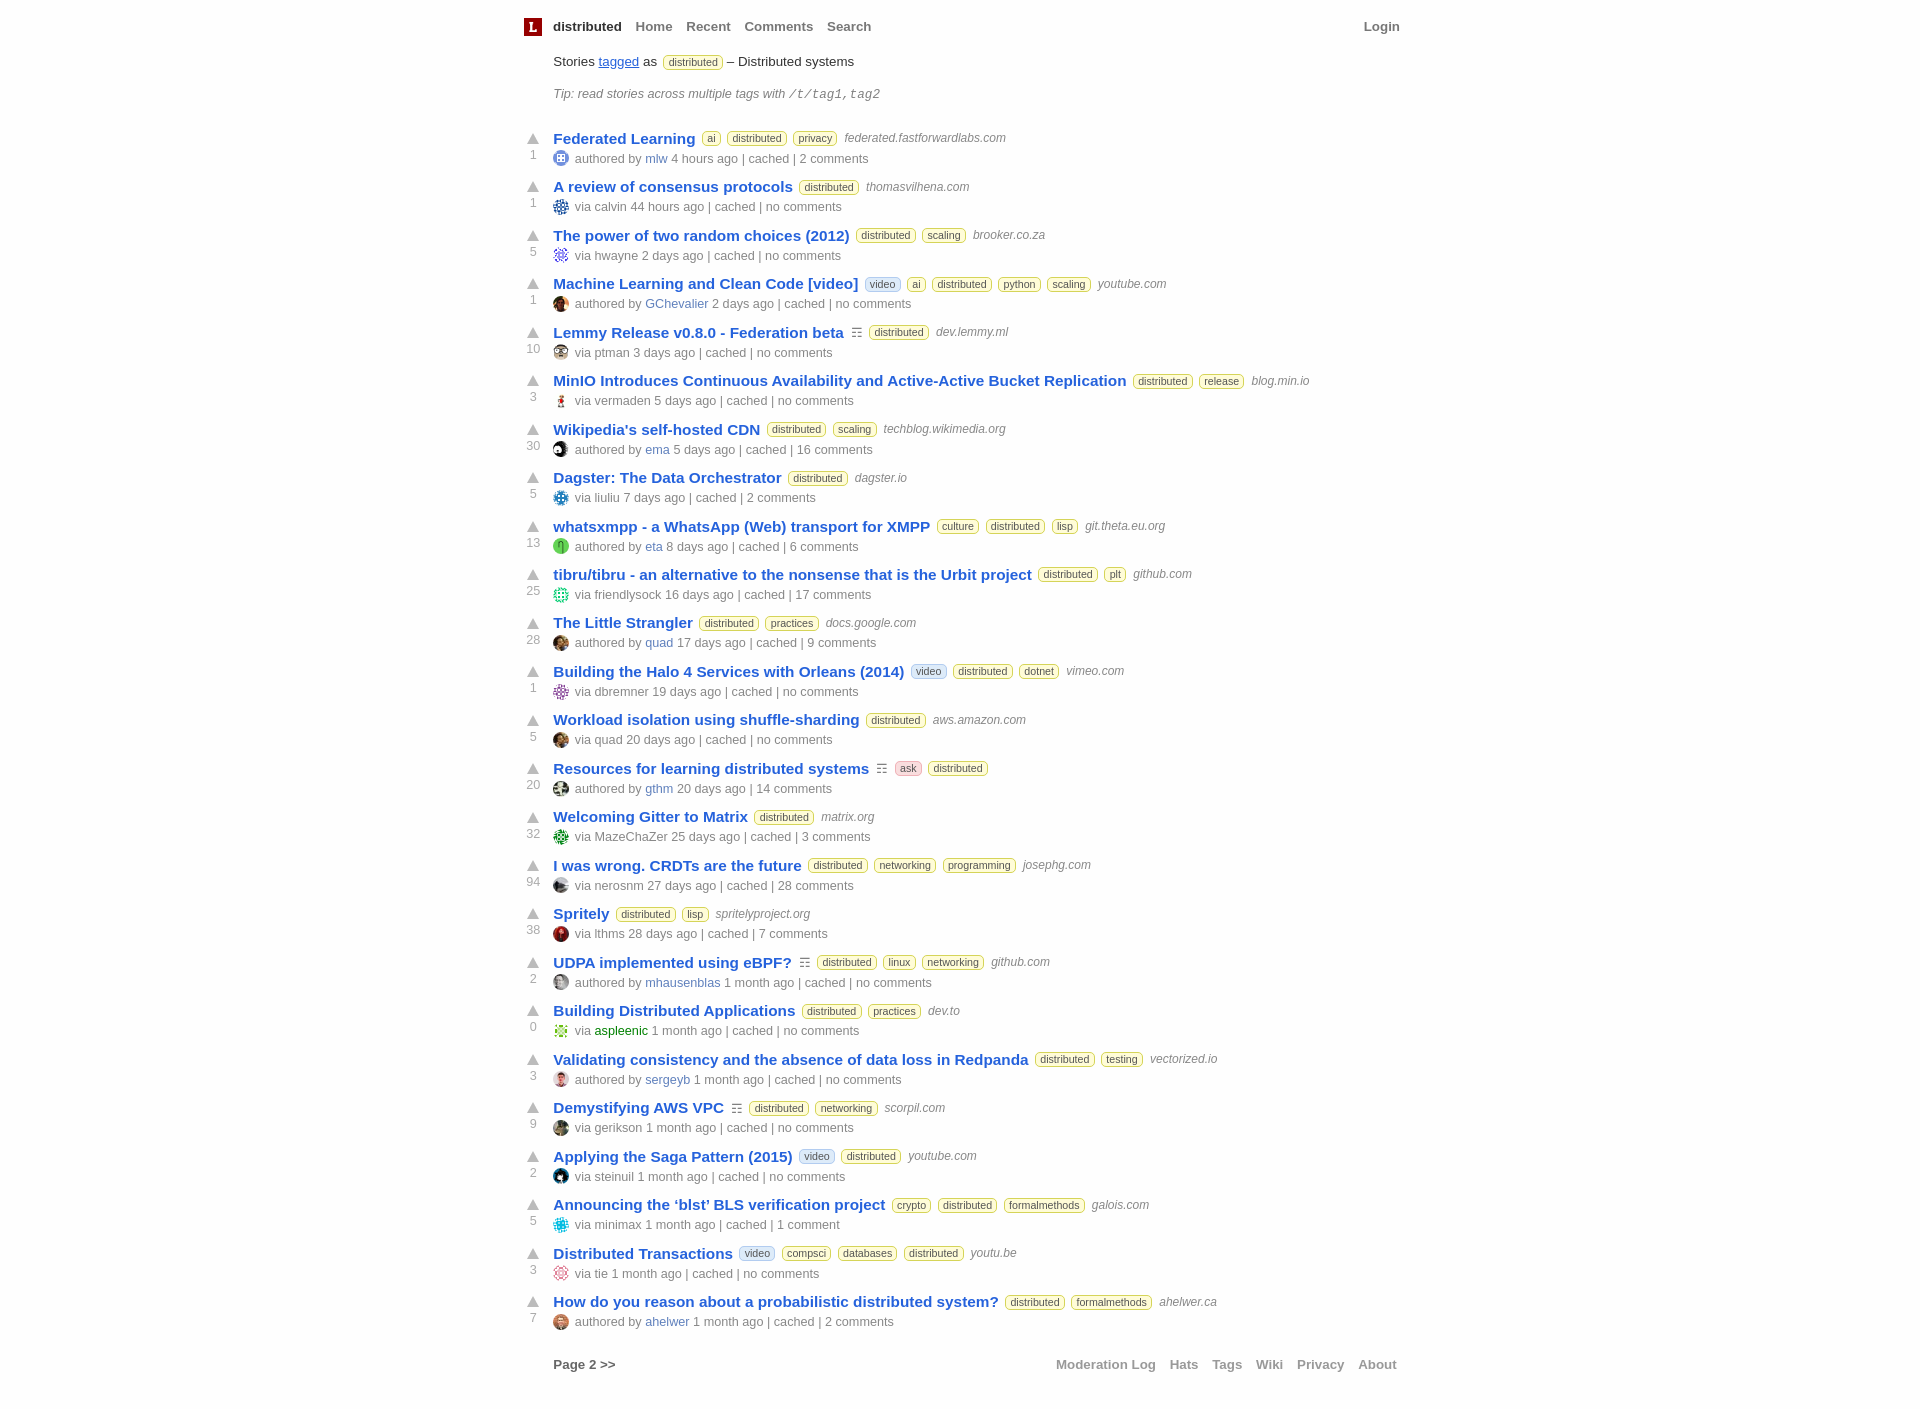 L distributed Home Recent Comments Search Login
Stories tagged as distributed – Distributed systems
Tip: read stories across multiple tags with /t/tag1,tag2
Federated Learning ai distributed privacy federated.fastforwardlabs.com
1 authored by mlw 4 hours ago | cached | 2 comments
A review of consensus protocols distributed thomasvilhena.com
1 via calvin 44 hours ago | cached | no comments
The power of two random choices (2012) distributed scaling brooker.co.za
5 via hwayne 2 days ago | cached | no comments
Machine Learning and Clean Code [video] video ai distributed python scaling youtube.com
1 authored by GChevalier 2 days ago | cached | no comments
Lemmy Release v0.8.0 - Federation beta ☶ distributed dev.lemmy.ml
10 via ptman 3 days ago | cached | no comments
MinIO Introduces Continuous Availability and Active-Active Bucket Replication distributed release blog.min.io
3 via vermaden 5 days ago | cached | no comments
Wikipedia's self-hosted CDN distributed scaling techblog.wikimedia.org
30 authored by ema 5 days ago | cached | 16 comments
Dagster: The Data Orchestrator distributed dagster.io
5 via liuliu 7 days ago | cached | 2 comments
whatsxmpp - a WhatsApp (Web) transport for XMPP culture distributed lisp git.theta.eu.org
13 authored by eta 8 days ago | cached | 6 comments
tibru/tibru - an alternative to the nonsense that is the Urbit project distributed plt github.com
25 via friendlysock 16 days ago | cached | 17 comments
The Little Strangler distributed practices docs.google.com
28 authored by quad 17 days ago | cached | 9 comments
Building the Halo 4 Services with Orleans (2014) video distributed dotnet vimeo.com
1 via dbremner 19 days ago | cached | no comments
Workload isolation using shuffle-sharding distributed aws.amazon.com
5 via quad 20 days ago | cached | no comments
Resources for learning distributed systems ☶ ask distributed
20 authored by gthm 20 days ago | 14 comments
Welcoming Gitter to Matrix distributed matrix.org
32 via MazeChaZer 25 days ago | cached | 3 comments
I was wrong. CRDTs are the future distributed networking programming josephg.com
94 via nerosnm 27 days ago | cached | 28 comments
Spritely distributed lisp spritelyproject.org
38 via lthms 28 days ago | cached | 7 comments
UDPA implemented using eBPF? ☶ distributed linux networking github.com
2 authored by mhausenblas 1 month ago | cached | no comments
Building Distributed Applications distributed practices dev.to
0 via aspleenic 1 month ago | cached | no comments
Validating consistency and the absence of data loss in Redpanda distributed testing vectorized.io
3 authored by sergeyb 1 month ago | cached | no comments
Demystifying AWS VPC ☶ distributed networking scorpil.com
9 via gerikson 1 month ago | cached | no comments
Applying the Saga Pattern (2015) video distributed youtube.com
2 via steinuil 1 month ago | cached | no comments
Announcing the ‘blst’ BLS verification project crypto distributed formalmethods galois.com
5 via minimax 1 month ago | cached | 1 comment
Distributed Transactions video compsci databases distributed youtu.be
3 via tie 1 month ago | cached | no comments
How do you reason about a probabilistic distributed system? distributed formalmethods ahelwer.ca
7 authored by ahelwer 1 month ago | cached | 2 comments
Page 2 >> Moderation Log Hats Tags Wiki Privacy About